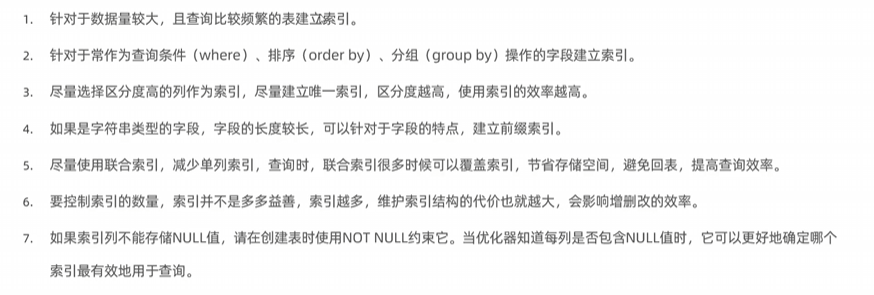 1. 针对于数据量较大，且查询比较频繁的表建立索引。
2. 针对于常作为查询条件（where）、排序（order by）、分组（group by）操作的字段建立索引。
3. 尽量选择区分度高的列作为索引，尽量建立唯一索引，区分度越高，使用索引的效率越高。
4. 如果是字符串类型的字段，字段的长度较长，可以针对于字段的特点，建立前缀索引。
5. 尽量使用联合索引，减少单列索引，查询时，联合索引很多时候可以覆盖索引，节省存储空间，避免回表，提高查询效率。
6. 要控制索引的数量，索引并不是多多益善，索引越多，维护索引结构的代价也就越大，会影响增删改的效率。
7. 如果索引列不能存储NULL值，请在创建表时使用NOT NULL约束它。当优化器知道每列是否包含NULL值时，它可以更好地确定哪个
索引最有效地用于查询。